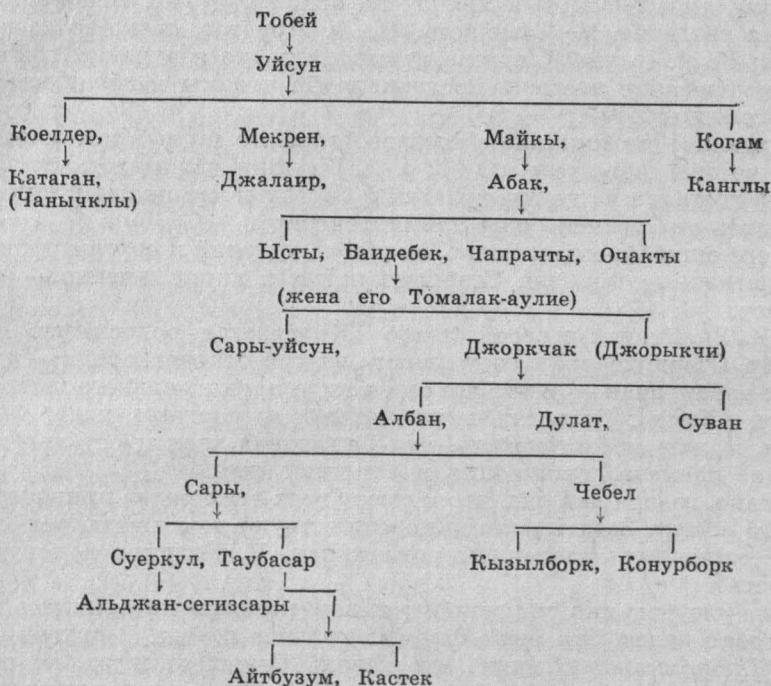 Тобей
Уйсун
Коелдер, Мекрен, Майкы, Когам
Катаган, Джалаир, Абак, Канглы
(Чанычклы)
Ысты, Баидебек, Чапрачты, Очакты
(жена его Томалак-аулие)
Сары-уйсун, Джоркчак (Джорыкчи)
Албан, Дулат, Суван
Сары, Чебел
Суеркул, Таубасар Кызылборк, Конурборк
Альджан-сегизсары
Айтбузум, Кастек